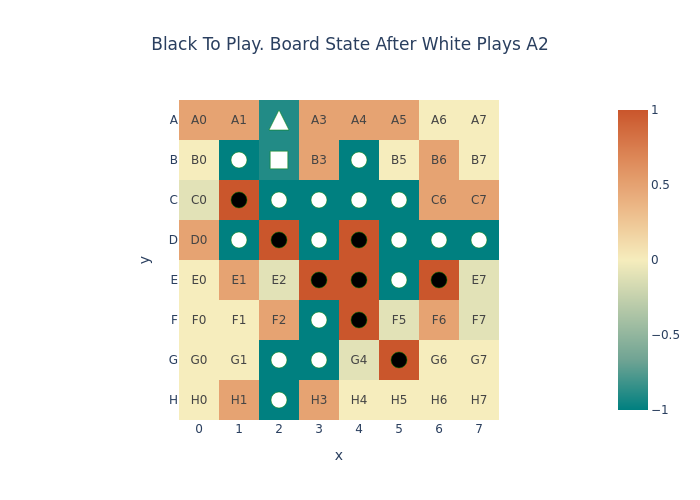 Black To Play. Board State After White Plays A2
A A0 A1 A3 A4 A5 A6 A7
B B0 B3 B5 B6 B7
C C0 C6 C7
D D0
E E0 E1 E2 E7
F F0 F1 F2 F5 F6 F7
G G0 G1 G4 G6 G7
H H0 H1 H3 H4 H5 H6 H7
0 1 2 3 4 5 6 7
x
y
1
0.5
0
−0.5
−1